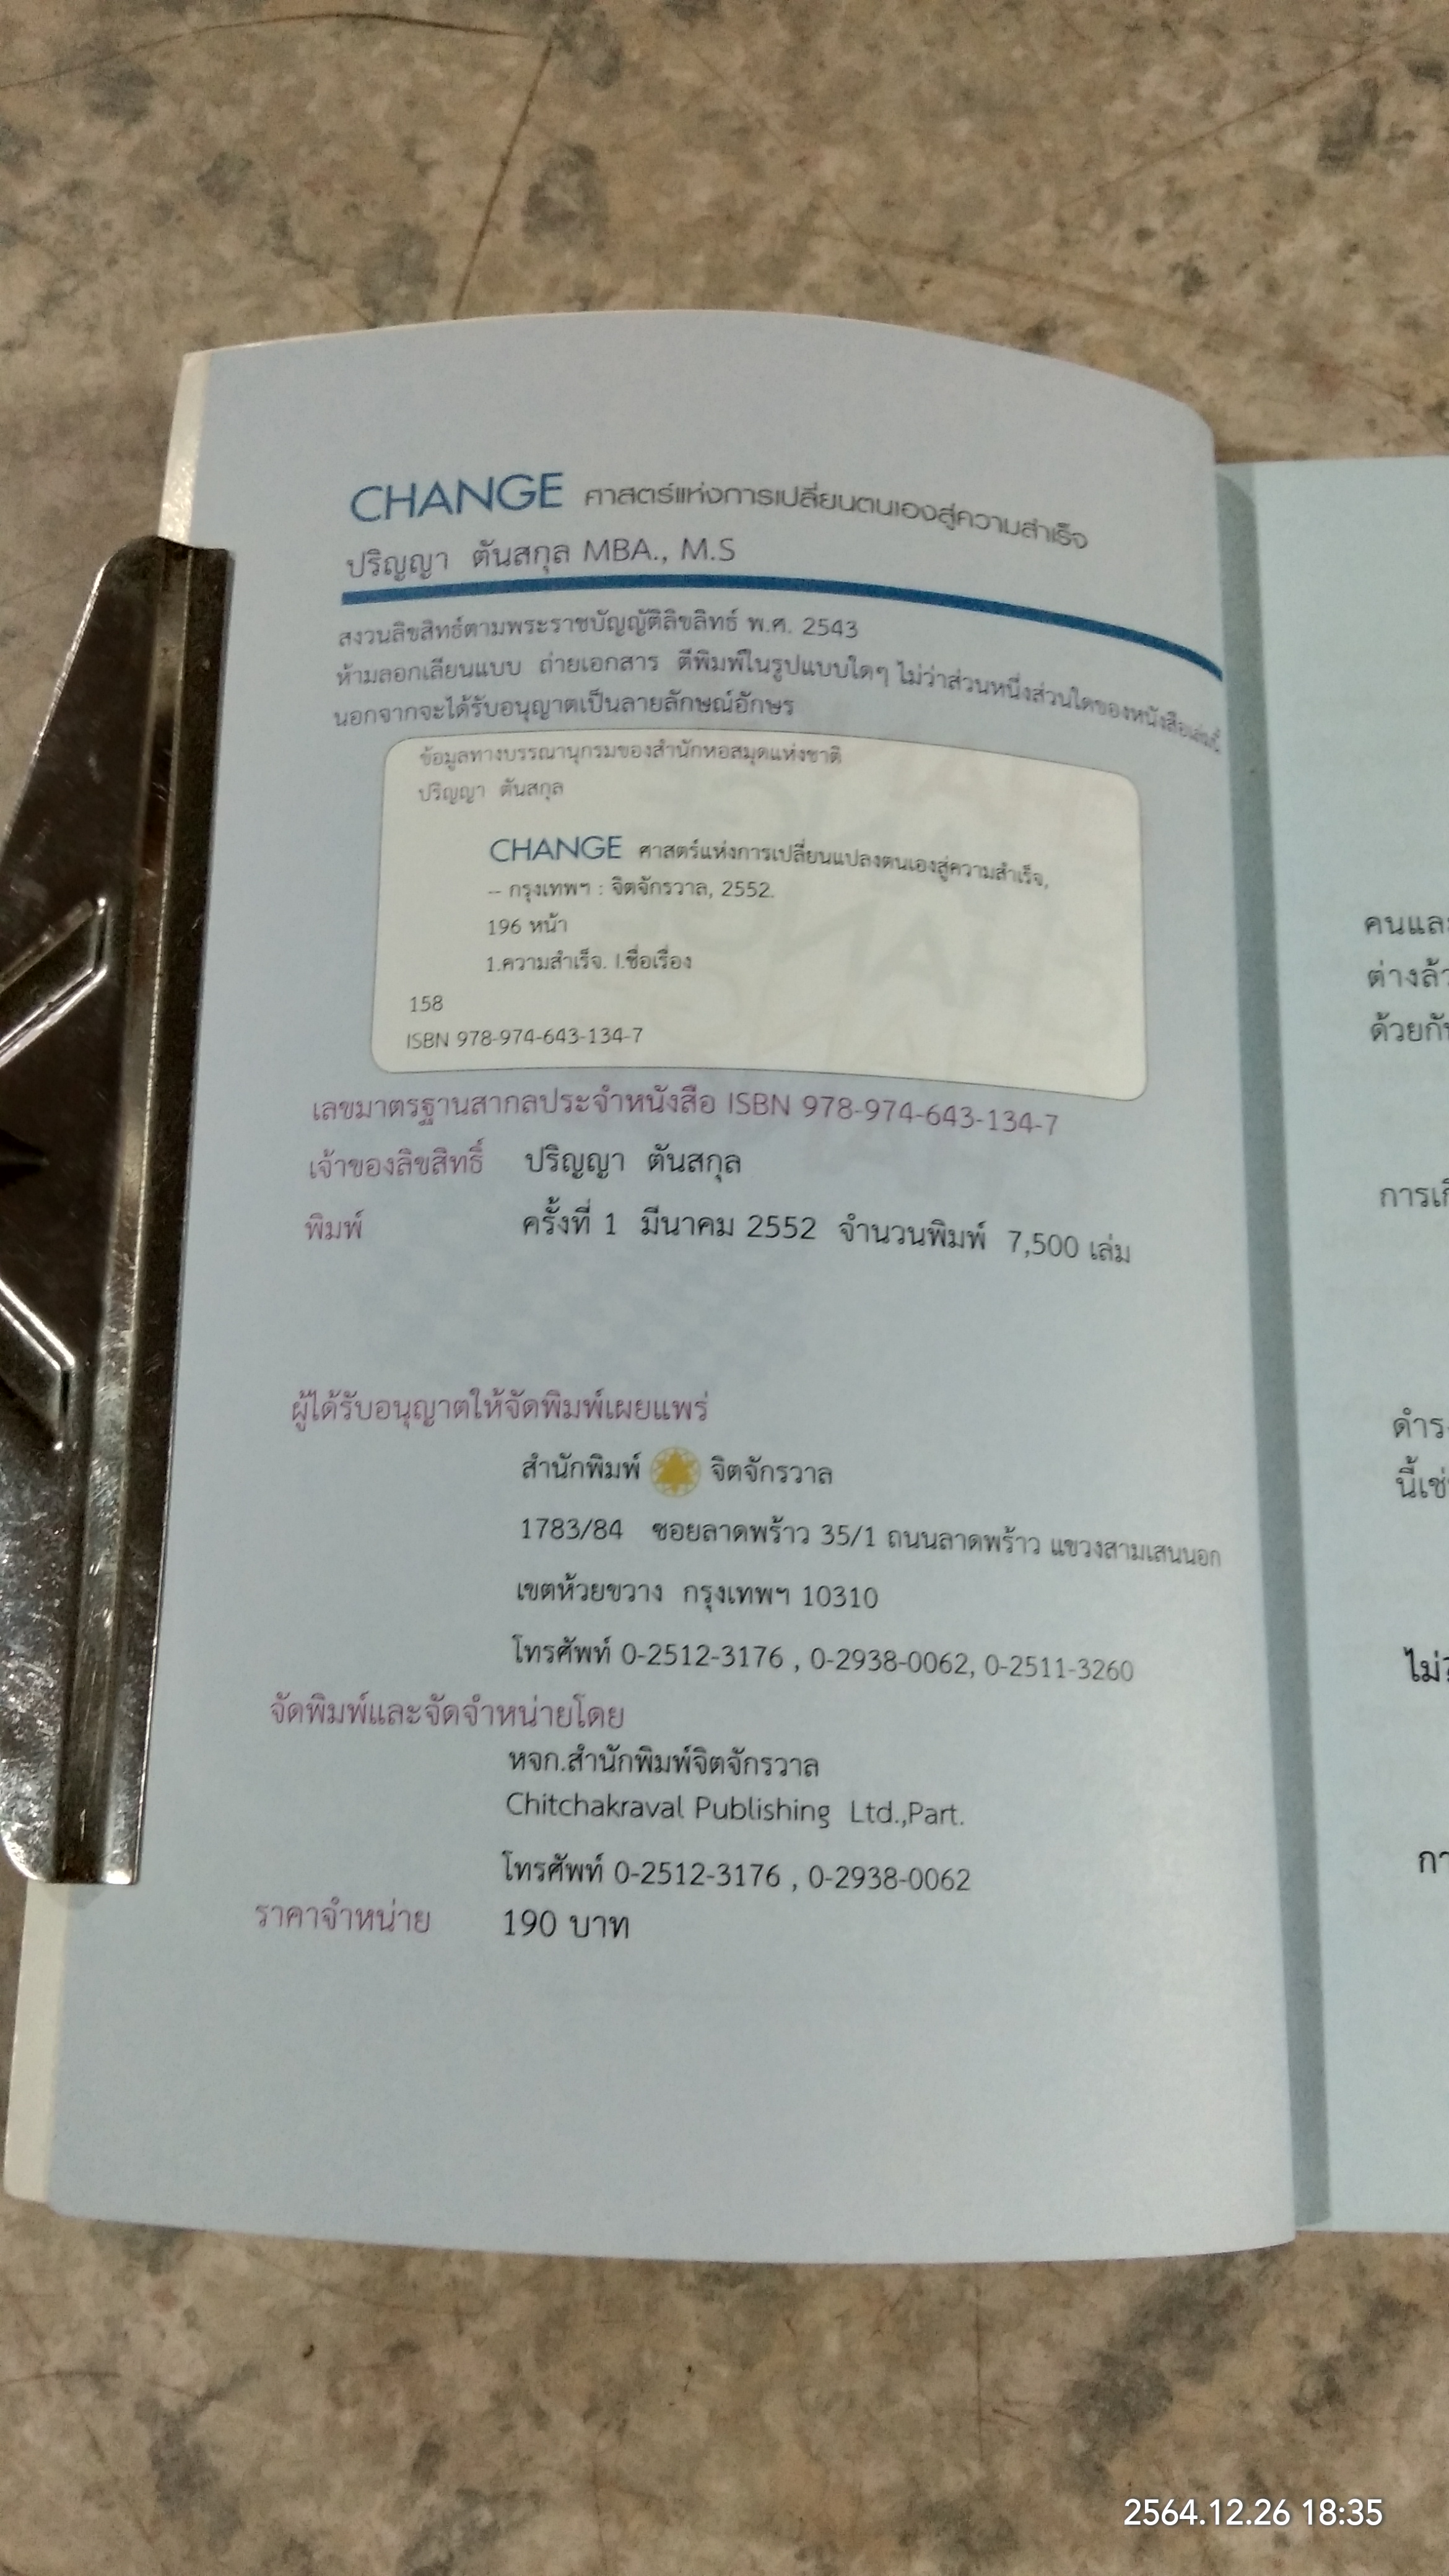 CHANGE ศาสตร์แห่งการเปลี่ยนตนเองสู่ความสำเร็จ
ปริญญา ตันสกุล MBA., M.S
สงวนลิขสิทธ์ตามพระราชบัญญัติลิขลิทธ์ พ.ศ. 2543
ห้ามลอกเลียนแบบ ถ่ายเอกสาร ตีพิมพ์ในรูปแบบใดๆ ไม่ว่าส่วนหนึ่งส่วนใดของหนังสือเล่มนี้
นอกจากจะได้รับอนุญาตเป็นลายลักษณ์อักษร
ข้อมูลทางบรรณานุกรมของสำนักหอสมุดแห่งชาติ
ปริญญา ตันสกุล
CHANGE ศาสตร์แห่งการเปลี่ยนแปลงตนเองสู่ความสำเร็จ,
-- กรุงเทพฯ : จิตจักรวาล, 2552.
196 หน้า
1.ความสำเร็จ. I.ชื่อเรื่อง
158
ISBN 978-974-643-134-7
เลขมาตรฐานสากลประจำหนังสือ ISBN 978-974-643-134-7
เจ้าของลิขสิทธิ์ ปริญญา ตันสกุล
พิมพ์ ครั้งที่ 1 มีนาคม 2552 จำนวนพิมพ์ 7,500 เล่ม
ผู้ได้รับอนุญาตให้จัดพิมพ์เผยแพร่
สำนักพิมพ์ จิตจักรวาล
1783/84 ซอยลาดพร้าว 35/1 ถนนลาดพร้าว แขวงสามเสนนอก
เขตห้วยขวาง กรุงเทพฯ 10310
โทรศัพท์ 0-2512-3176 , 0-2938-0062, 0-2511-3260
จัดพิมพ์และจัดจำหน่ายโดย
หจก.สำนักพิมพ์จิตจักรวาล
Chitchakraval Publishing Ltd.,Part.
โทรศัพท์ 0-2512-3176 , 0-2938-0062
ราคาจำหน่าย 190 บาท
คนและ
ด้วยกัน
2564.12.26 18:35